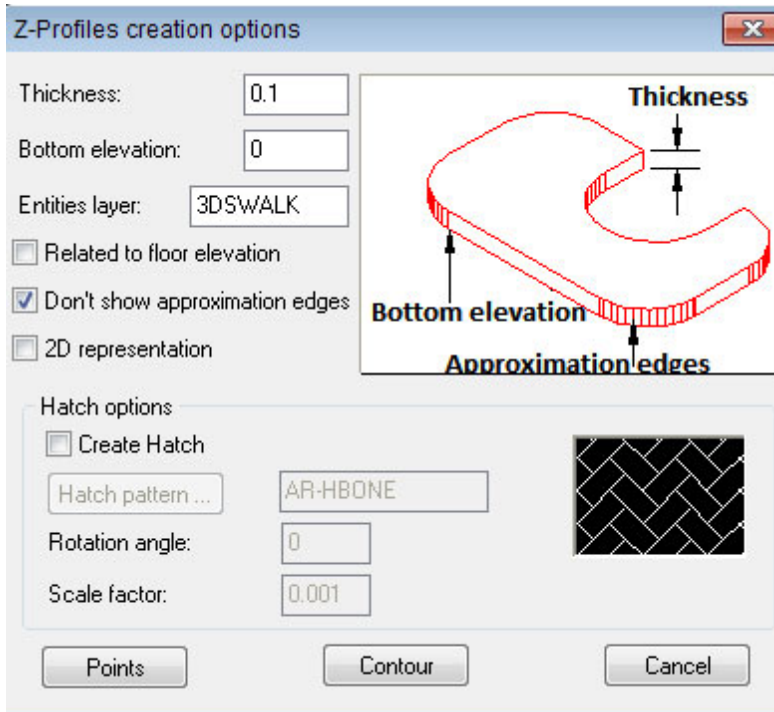 Z-Profiles creation options
Thickness: 0.1
Bottom elevation: 0
Entities layer: 3DSWALK
Related to floor elevation
Don't show approximation edges
2D representation
Thickness
Bottom elevation
Approximation edges
Hatch options
Create Hatch
Hatch pattern ... AR-HBONE
Rotation angle: 0
Scale factor: 0.001
Points Contour Cancel